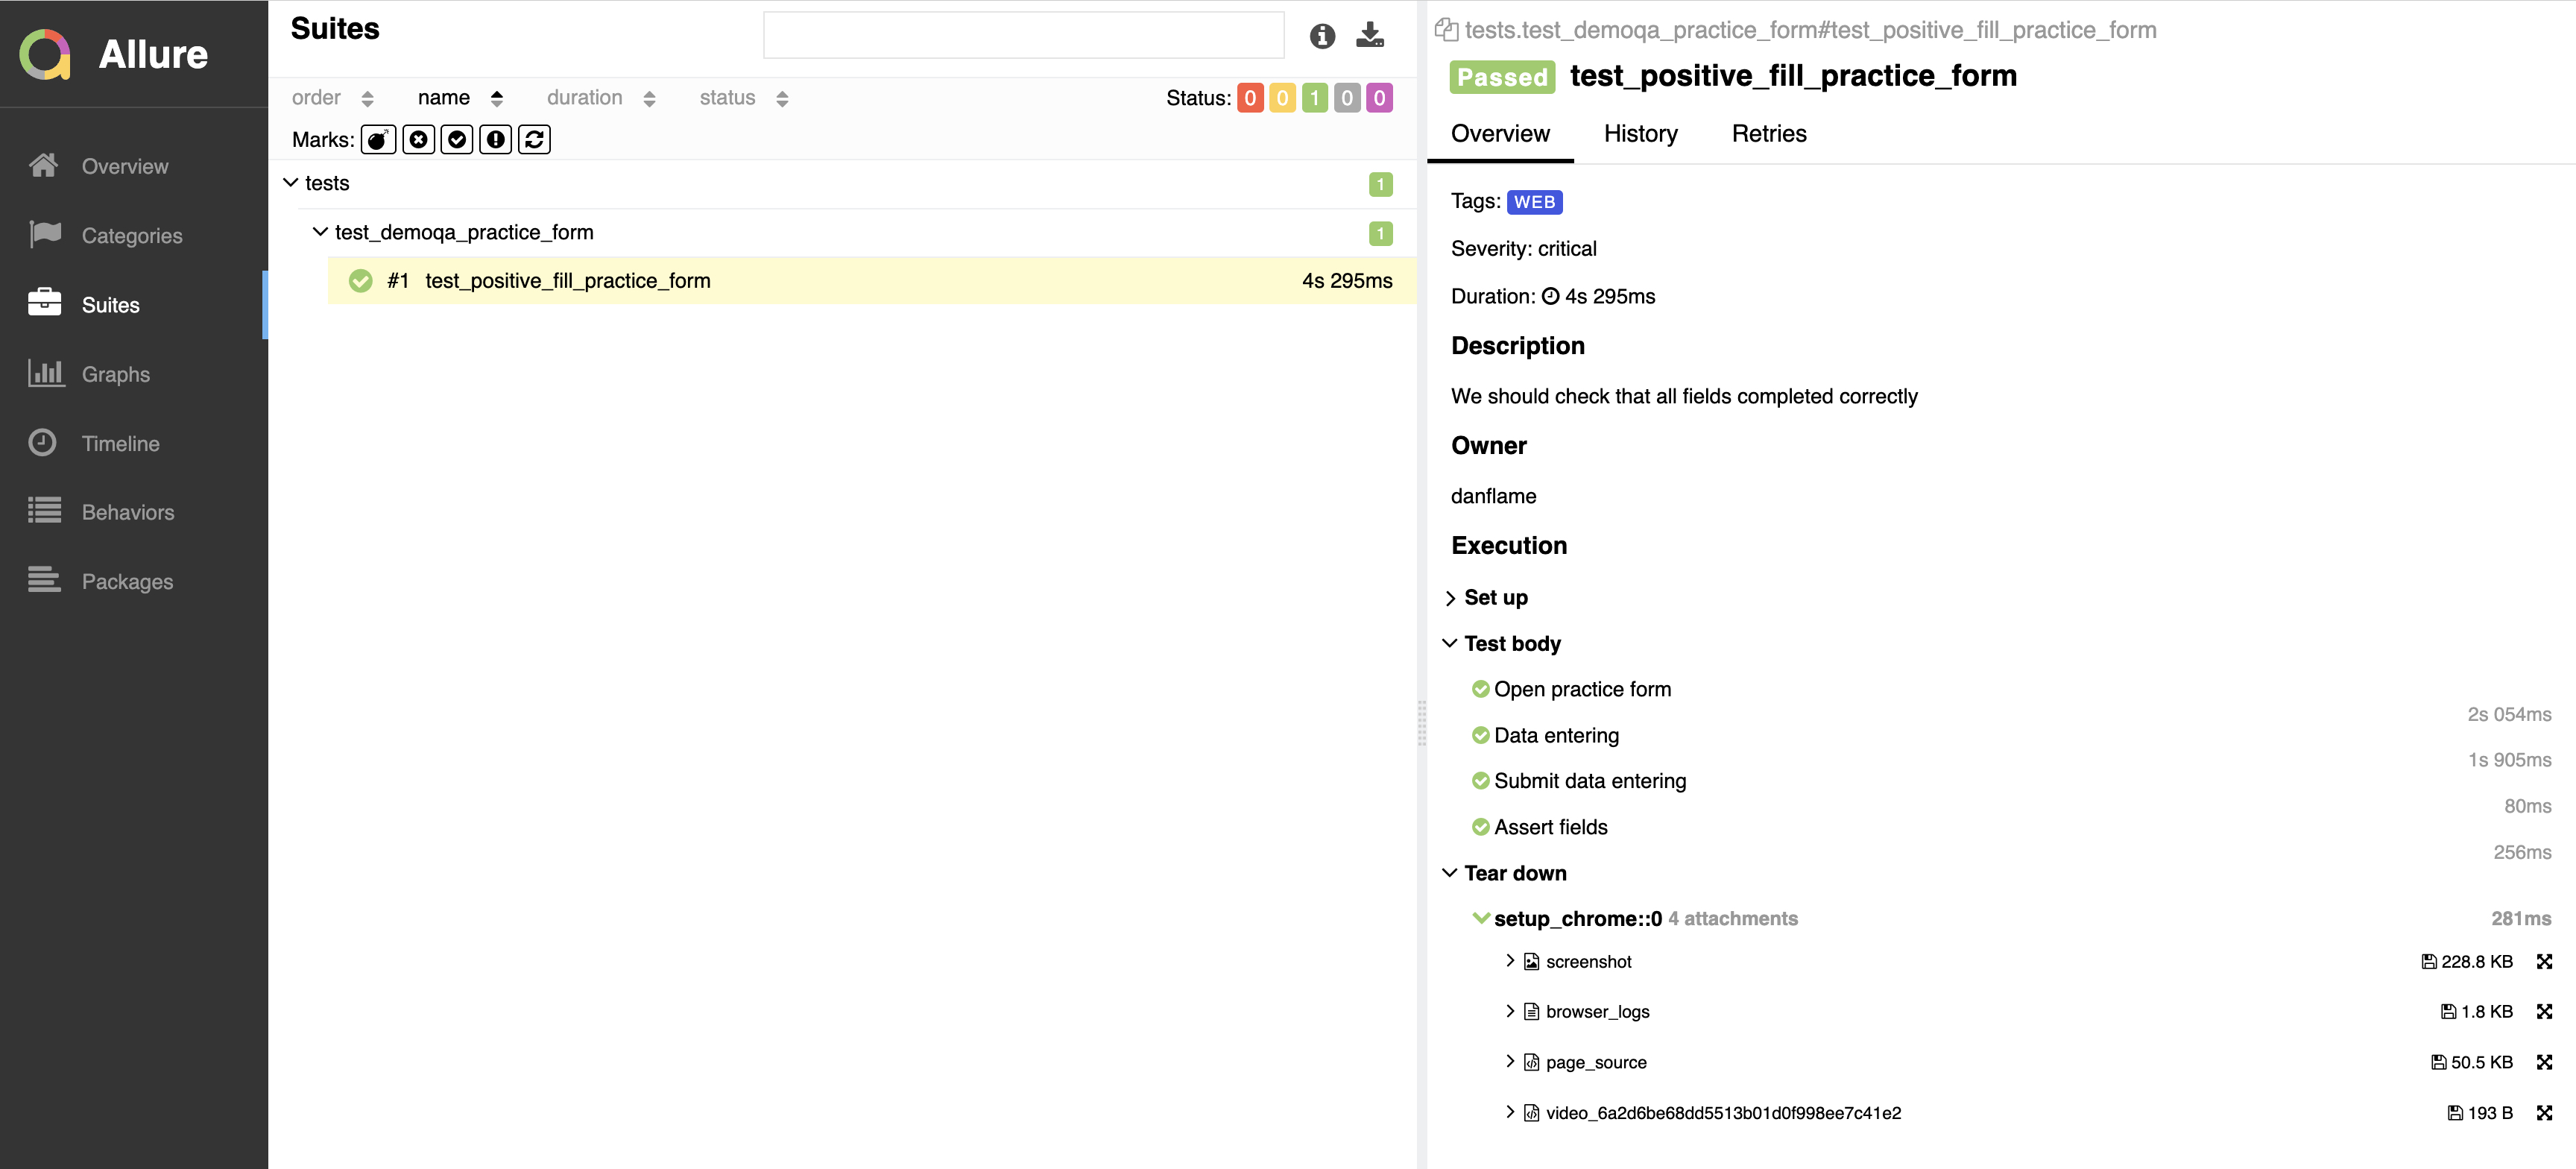 Allure
Overview
Categories
Suites
Graphs
Timeline
Behaviors
Packages
Suites
order name duration status
Status: 0 0 1 0 0
Marks:
tests 1
test_demoqa_practice_form 1
#1 test_positive_fill_practice_form 4s 295ms
tests.test_demoqa_practice_form#test_positive_fill_practice_form
Passed test_positive_fill_practice_form
Overview History Retries
Tags: WEB
Severity: critical
Duration: 4s 295ms
Description
We should check that all fields completed correctly
Owner
danflame
Execution
Set up
Test body
Open practice form
2s 054ms
Data entering
1s 905ms
Submit data entering
80ms
Assert fields
256ms
Tear down
setup_chrome::0 4 attachments 281ms
screenshot 228.8 KB
browser_logs 1.8 KB
page_source 50.5 KB
video_6a2d6be68dd5513b01d0f998ee7c41e2 193 B